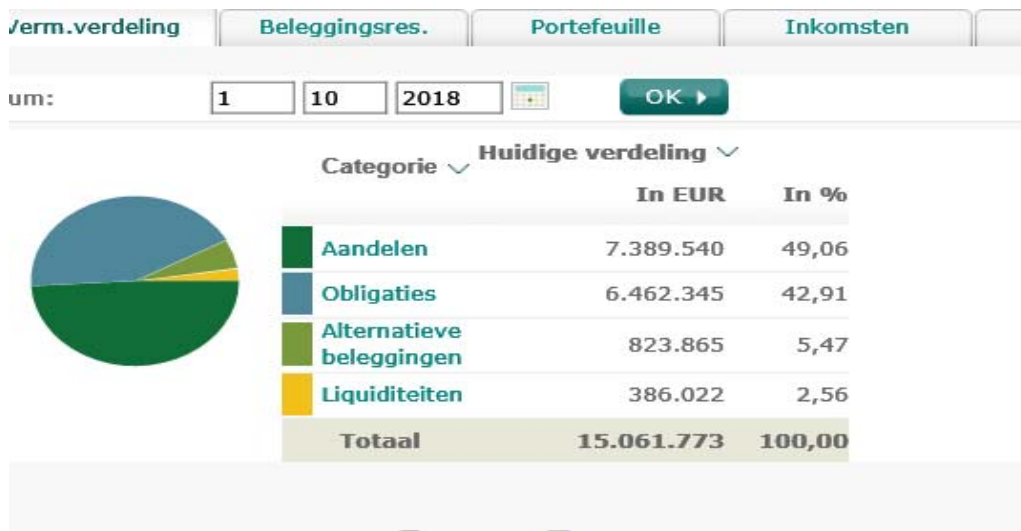 Verm.verdeling Beleggingsres. Portefeuille Inkomsten
um: 1 10 2018 OK
Categorie Huidige verdeling
In EUR In %
Aandelen 7.389.540 49,06
Obligaties 6.462.345 42,91
Alternatieve
beleggingen 823.865 5,47
Liquiditeiten 386.022 2,56
Totaal 15.061.773 100,00